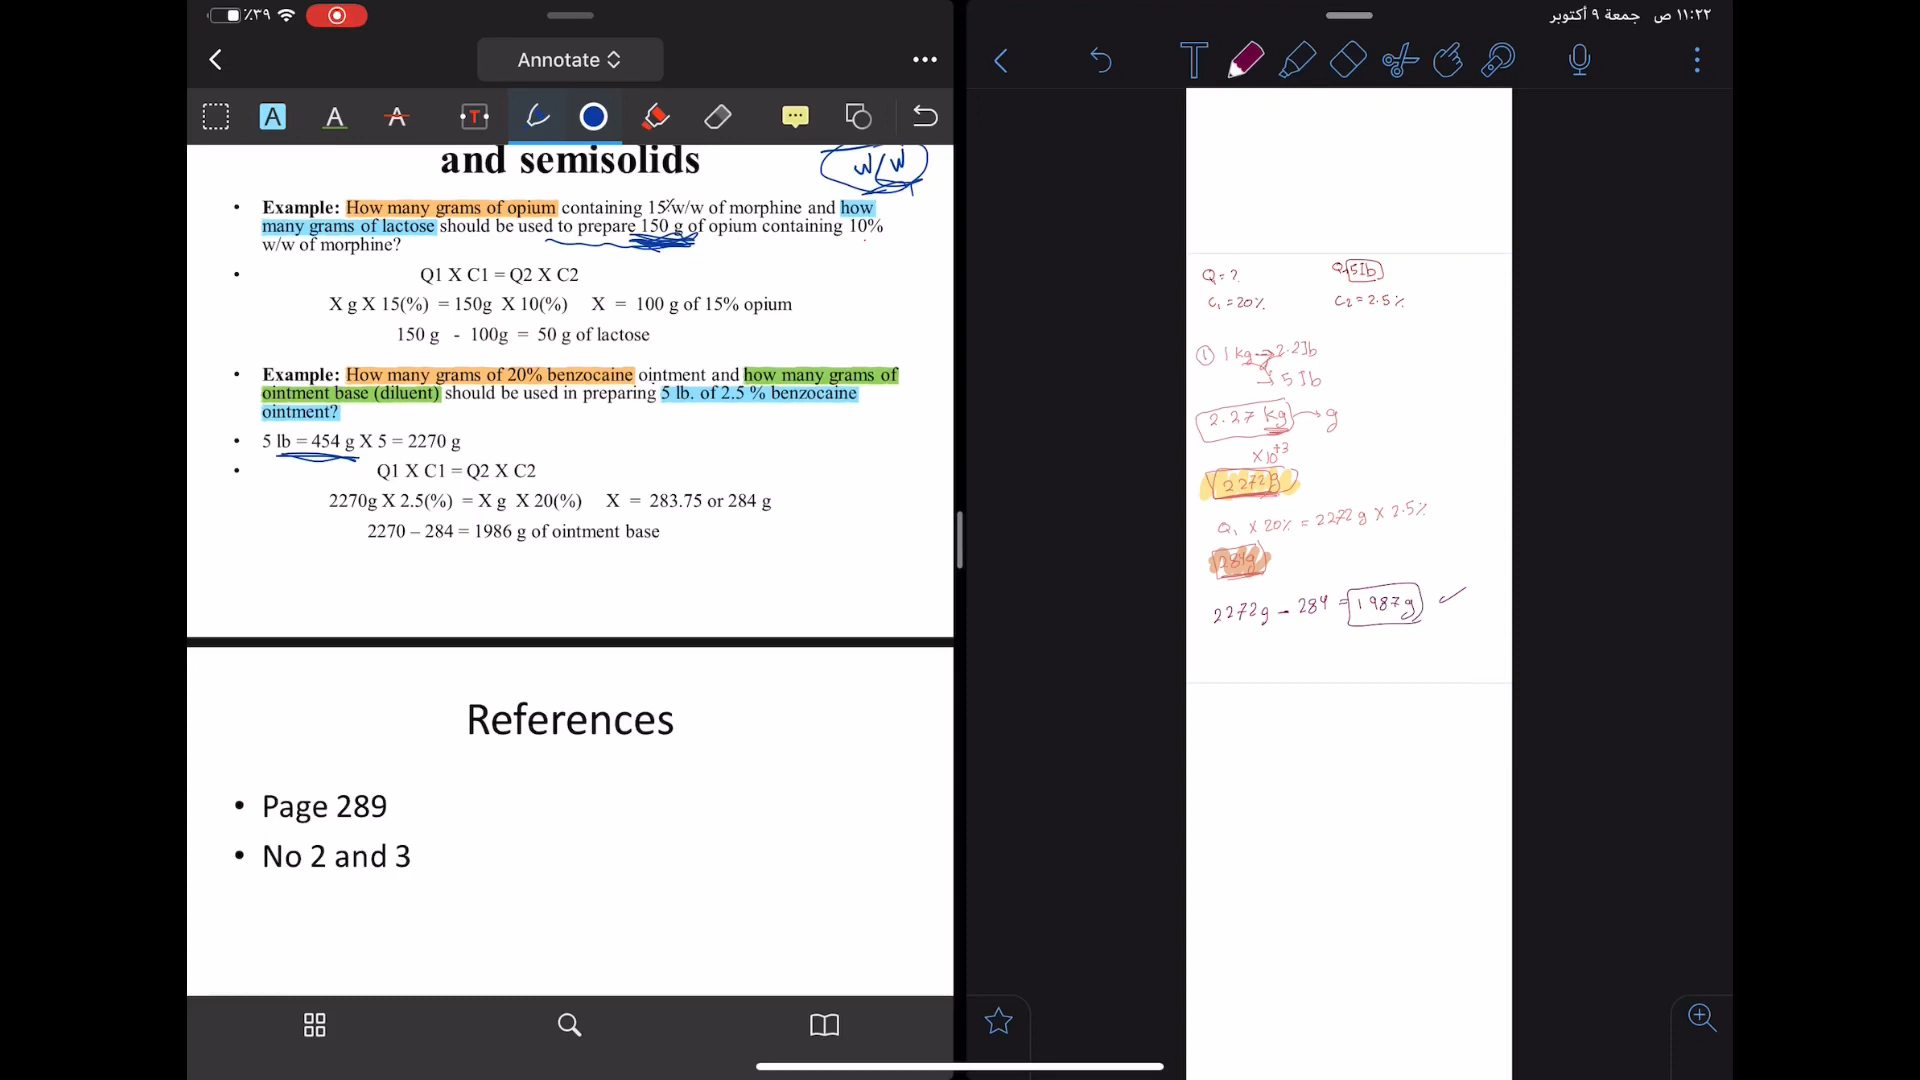 ٪٣٩
١١:٢٢ ص جمعة ٩ أكتوبر
Annotate
and semisolids
w/w
• Example: How many grams of opium containing 15% w/w of morphine and how
many grams of lactose should be used to prepare 150 g of opium containing 10%
w/w of morphine?
• Q1 X C1 = Q2 X C2
X g X 15(%) = 150g X 10(%) X = 100 g of 15% opium
150 g - 100g = 50 g of lactose
• Example: How many grams of 20% benzocaine ointment and how many grams of
ointment base (diluent) should be used in preparing 5 lb. of 2.5 % benzocaine
ointment?
• 5 lb = 454 g X 5 = 2270 g
• Q1 X C1 = Q2 X C2
2270g X 2.5(%) = X g X 20(%) X = 283.75 or 284 g
2270 – 284 = 1986 g of ointment base
References
• Page 289
• No 2 and 3
Q = ? 5Ib
C1 = 20% C2 = 2.5%
① 1 kg → 2.2Ib
→ 5 Ib
2.27 kg → g
x10+3
2272g
Q1 x 20% = 2272g x 2.5%
284g
2272g - 284 = 1987g ✓